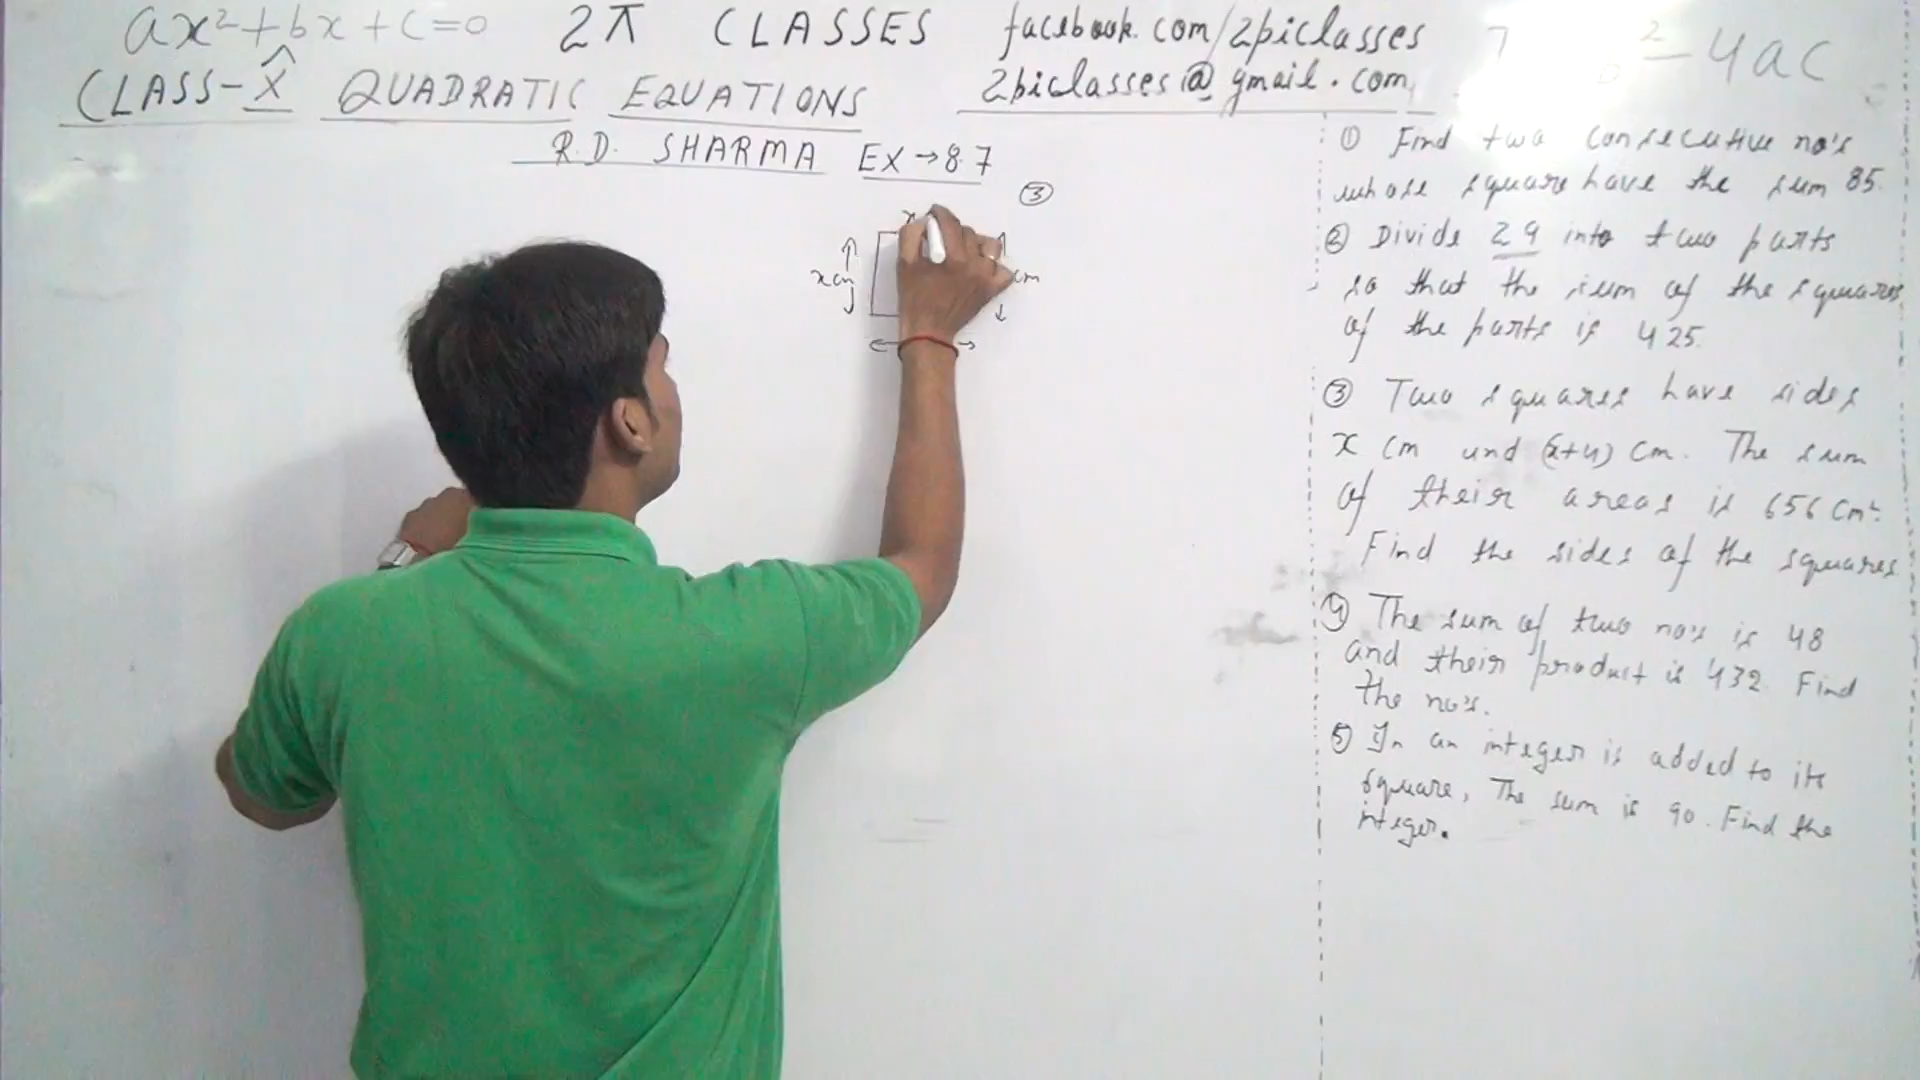 ax²+bx+c=0 2π CLASSES facebook.com/2piclasses
CLASS-X QUADRATIC EQUATIONS 2piclasses@gmail.com
²-4ac
R.D. SHARMA EX→8.7
③
x
x cm
cm
① Find two consecutive no's
whose square have the sum 85.
② Divide 29 into two parts
so that the sum of the squares
of the parts is 425.
③ Two squares have sides
x cm and (x+4) cm. The sum
of their areas is 656 cm².
Find the sides of the squares.
④ The sum of two no's is 48
and their product is 432. Find
the no's.
⑤ In an integer is added to its
square, The sum is 90. Find the
integer.